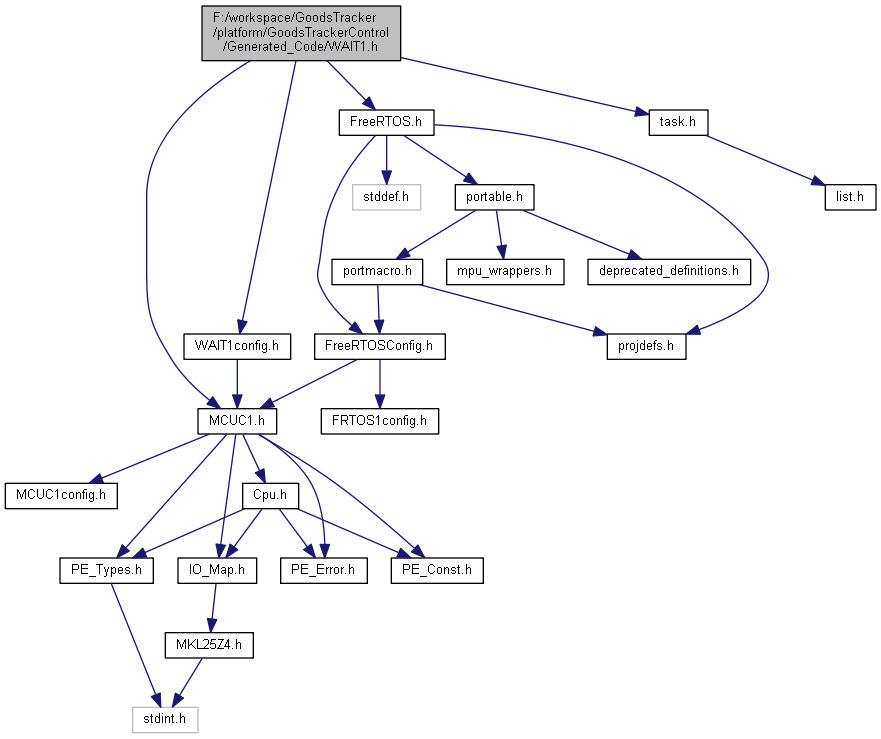 F:/workspace/GoodsTracker
/platform/GoodsTrackerControl
/Generated_Code/WAIT1.h
FreeRTOS.h
task.h
stddef.h
portable.h
list.h
portmacro.h
mpu_wrappers.h
deprecated_definitions.h
WAIT1config.h
FreeRTOSConfig.h
projdefs.h
MCUC1.h
FRTOS1config.h
MCUC1config.h
Cpu.h
PE_Types.h
IO_Map.h
PE_Error.h
PE_Const.h
MKL25Z4.h
stdint.h